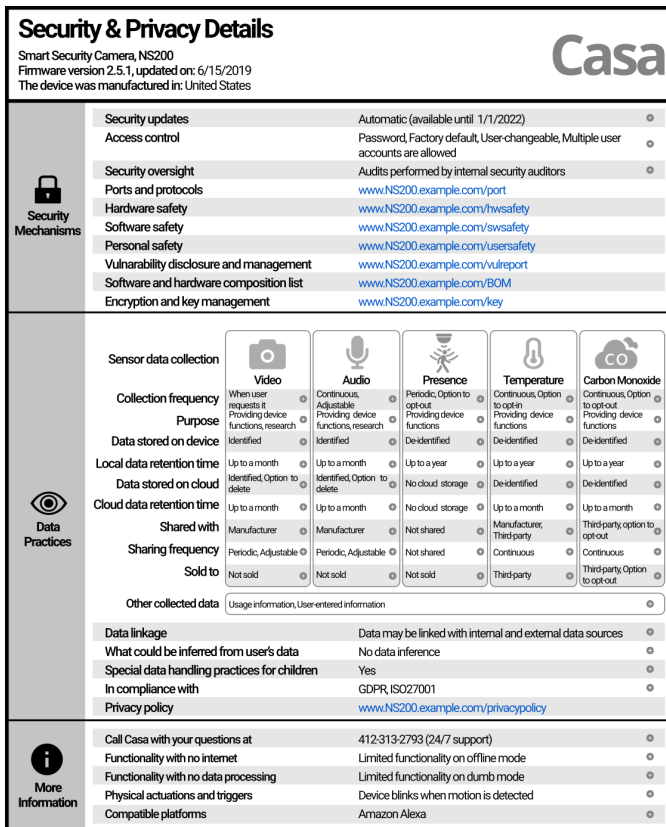 Security & Privacy Details
Casa
Smart Security Camera, NS200
Firmware version 2.5.1, updated on: 6/15/2019
The device was manufactured in: United States
Security Mechanisms
Security updates Automatic (available until 1/1/2022)
Access control Password, Factory default, User-changeable, Multiple user
accounts are allowed
Security oversight Audits performed by internal security auditors
Ports and protocols www.NS200.example.com/port
Hardware safety www.NS200.example.com/hwsafety
Software safety www.NS200.example.com/swsafety
Personal safety www.NS200.example.com/usersafety
Vulnarability disclosure and management www.NS200.example.com/vulreport
Software and hardware composition list www.NS200.example.com/BOM
Encryption and key management www.NS200.example.com/key
Data Practices
Sensor data collection
CO
Video Audio Presence Temperature Carbon Monoxide
Collection frequency When user requests it Continuous, Adjustable Periodic, Option to opt-out Continuous, Option to opt-in Continuous, Option to opt-out
Purpose Providing device functions, research Providing device functions, research Providing device functions Providing device functions Providing device functions
Data stored on device Identified Identified De-identified De-identified De-identified
Local data retention time Up to a month Up to a month Up to a year Up to a year Up to a year
Data stored on cloud Identified, Option to delete Identified, Option to delete No cloud storage De-identified De-identified
Cloud data retention time Up to a month Up to a month No cloud storage Up to a month Up to a month
Shared with Manufacturer Manufacturer Not shared Manufacturer, Third-party Third-party, option to opt-out
Sharing frequency Periodic, Adjustable Periodic, Adjustable Not shared Continuous Continuous
Sold to Not sold Not sold Not sold Third-party Third-party, Option to opt-out
Other collected data Usage information, User-entered information
Data linkage Data may be linked with internal and external data sources
What could be inferred from user's data No data inference
Special data handling practices for children Yes
In compliance with GDPR, ISO27001
Privacy policy www.NS200.example.com/privacypolicy
More Information
Call Casa with your questions at 412-313-2793 (24/7 support)
Functionality with no internet Limited functionality on offline mode
Functionality with no data processing Limited functionality on dumb mode
Physical actuations and triggers Device blinks when motion is detected
Compatible platforms Amazon Alexa